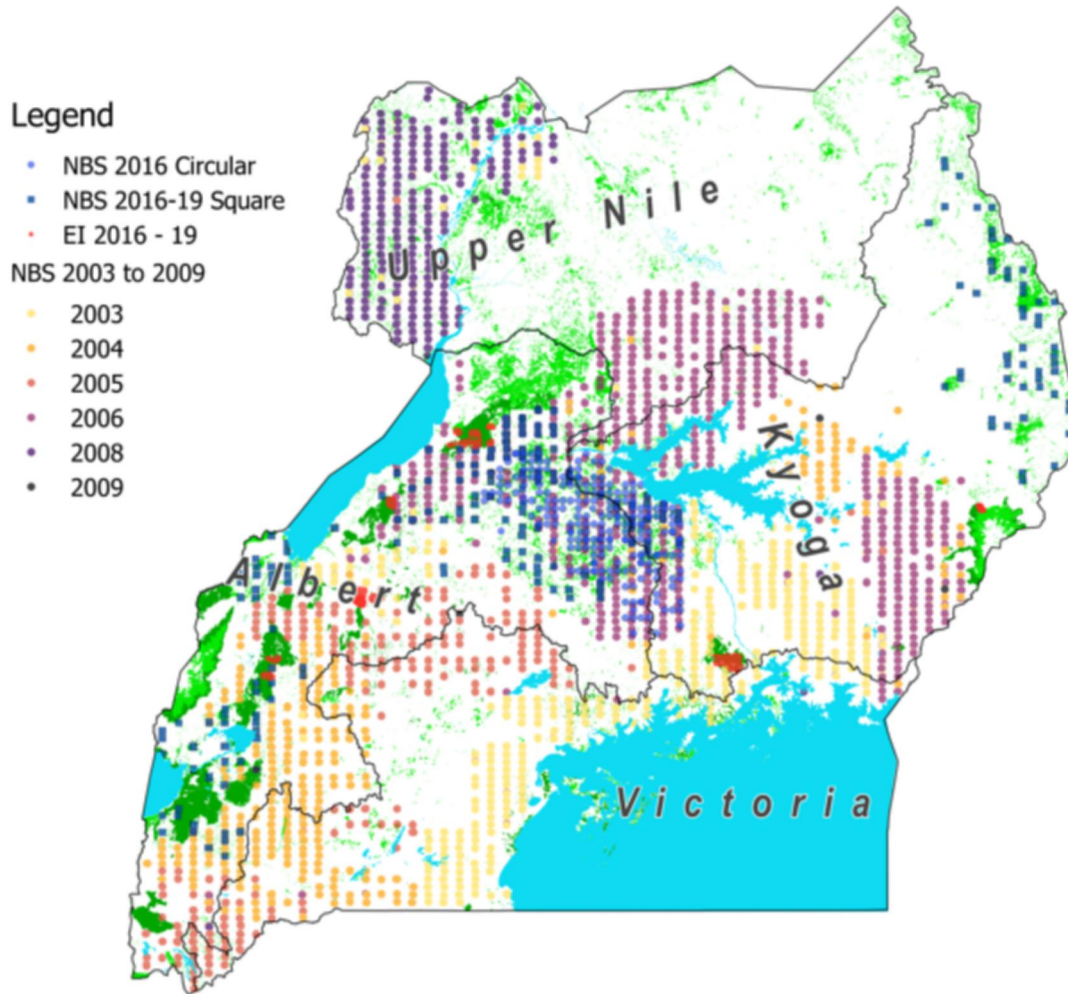 Legend
NBS 2016 Circular
NBS 2016-19 Square
EI 2016 - 19
NBS 2003 to 2009
2003
2004
2005
2006
2008
2009
Upper Nile
Kyoga
Albert
Victoria